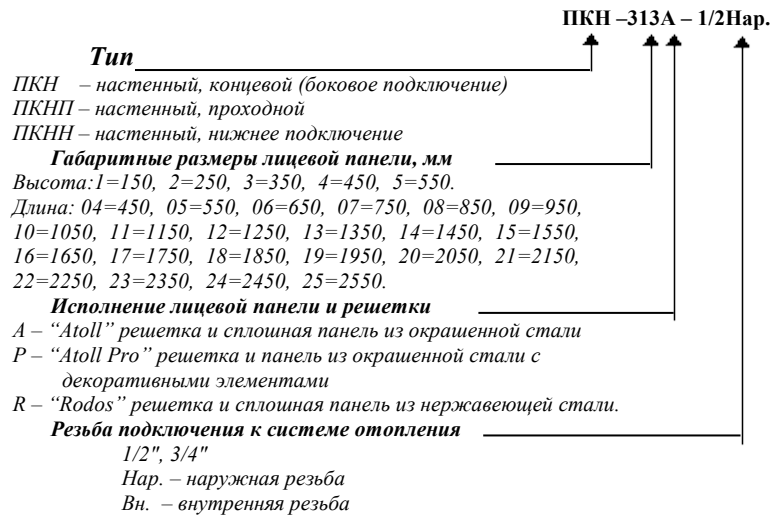 ПКН –313А – 1/2Нар.
Тип
ПКН – настенный, концевой (боковое подключение)
ПКНП – настенный, проходной
ПКНН – настенный, нижнее подключение
Габаритные размеры лицевой панели, мм
Высота:1=150, 2=250, 3=350, 4=450, 5=550.
Длина: 04=450, 05=550, 06=650, 07=750, 08=850, 09=950,
10=1050, 11=1150, 12=1250, 13=1350, 14=1450, 15=1550,
16=1650, 17=1750, 18=1850, 19=1950, 20=2050, 21=2150,
22=2250, 23=2350, 24=2450, 25=2550.
Исполнение лицевой панели и решетки
А – “Atoll” решетка и сплошная панель из окрашенной стали
Р – “Atoll Pro” решетка и панель из окрашенной стали с
декоративными элементами
R – “Rodos” решетка и сплошная панель из нержавеющей стали.
Резьба подключения к системе отопления
1/2", 3/4"
Нар. – наружная резьба
Вн. – внутренняя резьба